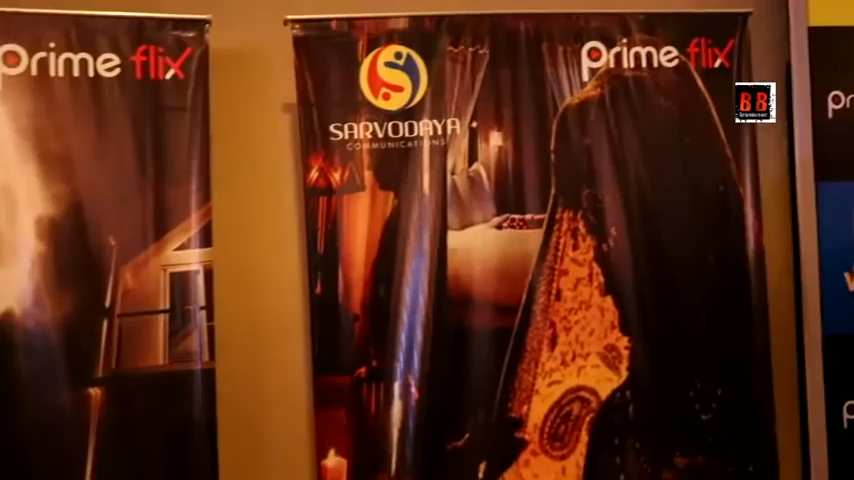 prime flix
SARVODAYA
COMMUNICATIONS
prime flix
BB